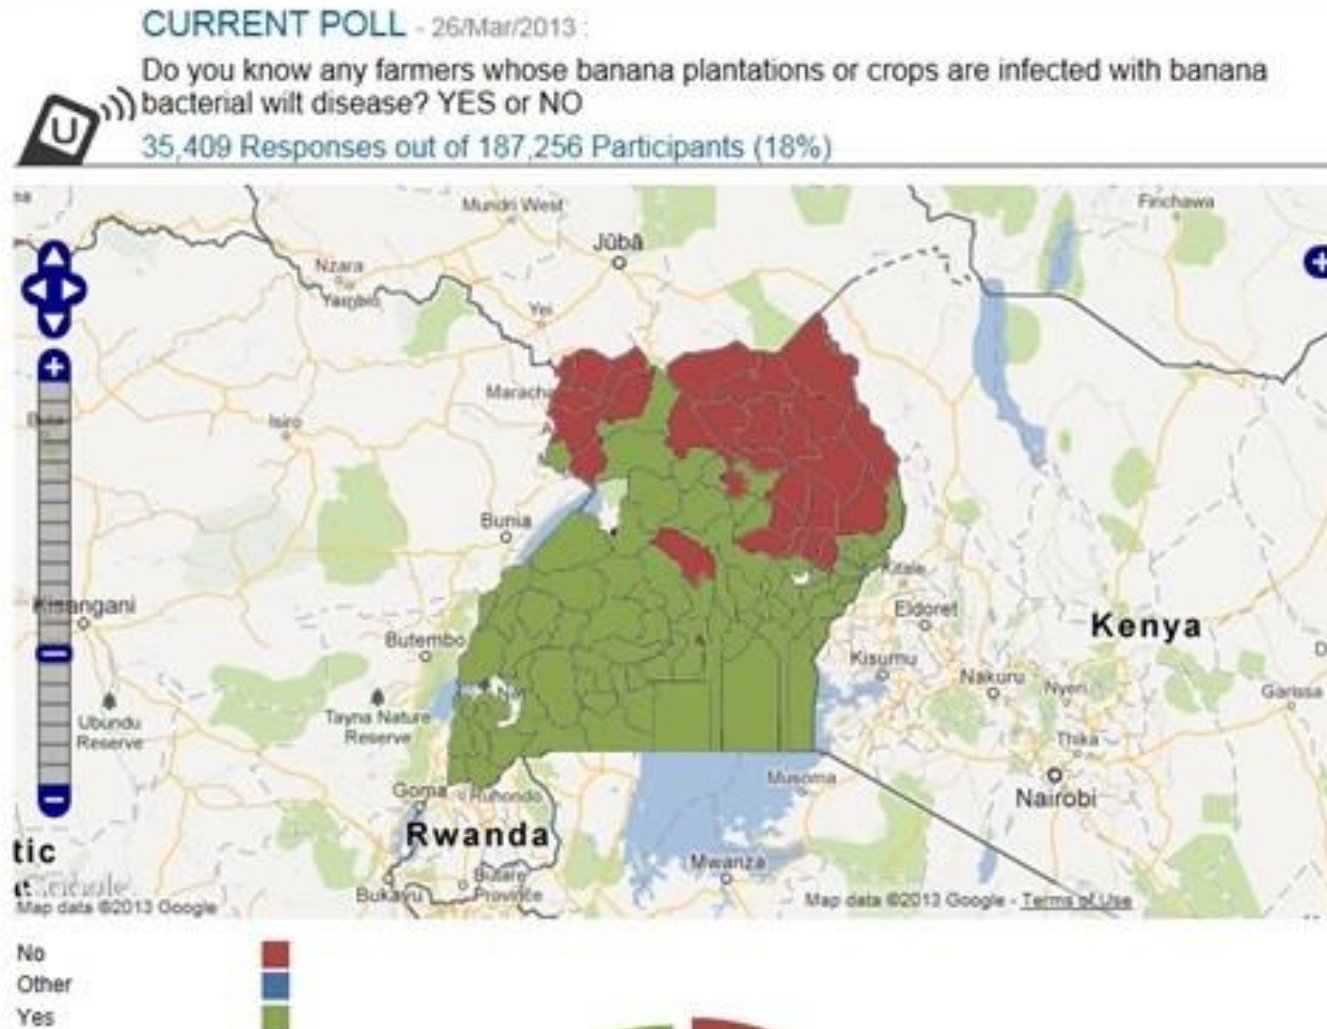 CURRENT POLL - 26/Mar/2013 :
Do you know any farmers whose banana plantations or crops are infected with banana
bacterial wilt disease? YES or NO
U
35,409 Responses out of 187,256 Participants (18%)
Mundri West
Finchawa
Jūbā
Nzara
Yambio
Yei
Maracha
Isiro
Bunia
Kitale
Kisangani
Eldoret
Kenya
Butembo
Kisumu
Nakuru
Nyeri
Garissa
Ubundu
Reserve
Tayna Nature
Reserve
Thika
Musoma
Goma
Ruhondo
Nairobi
Rwanda
tic
Mwanza
Butare
Province
Bukavu
Map data ©2013 Google
Map data ©2013 Google - Terms of Use
No
Other
Yes